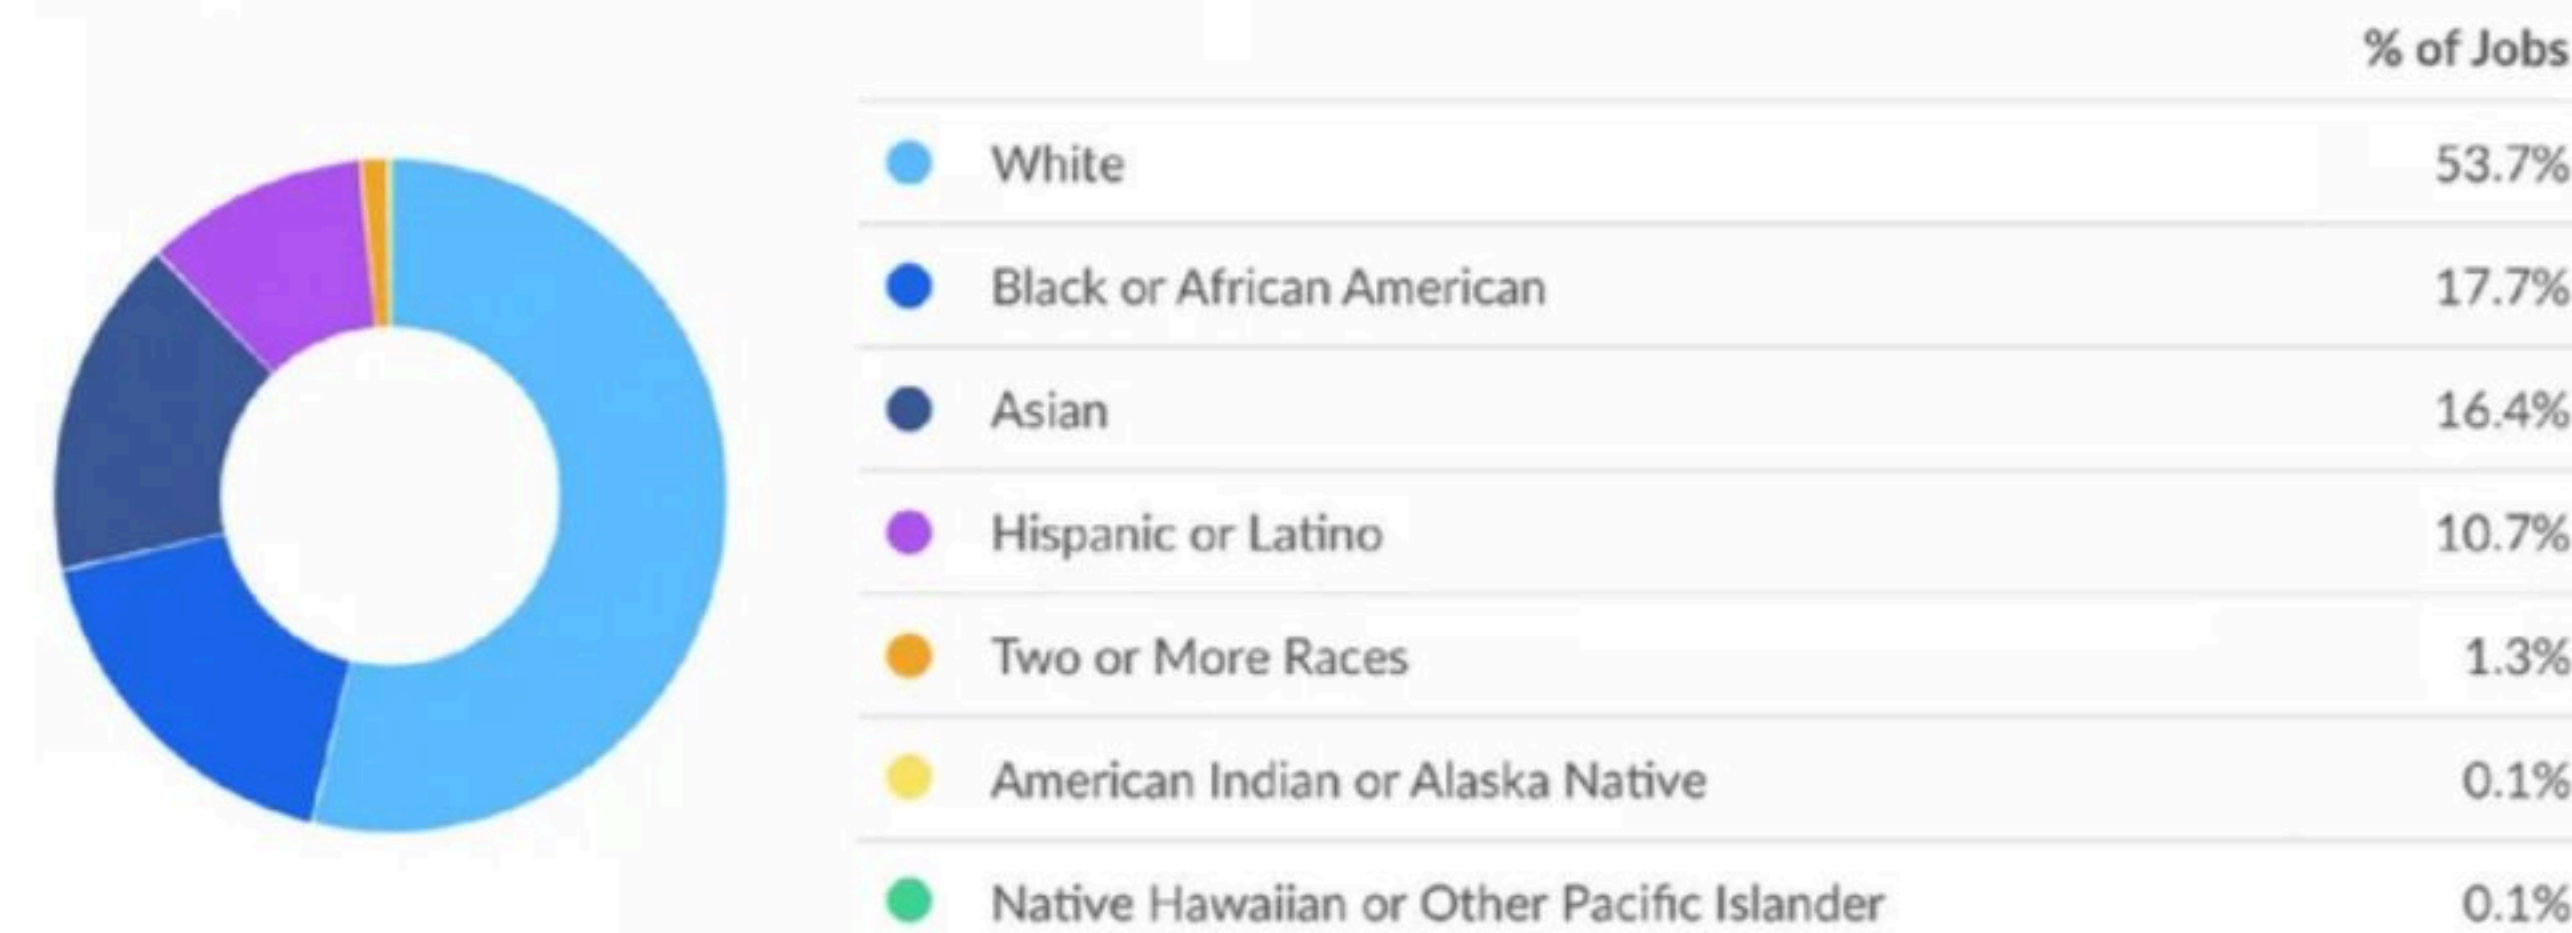 % of Jobs
White 53.7%
Black or African American 17.7%
Asian 16.4%
Hispanic or Latino 10.7%
Two or More Races 1.3%
American Indian or Alaska Native 0.1%
Native Hawaiian or Other Pacific Islander 0.1%